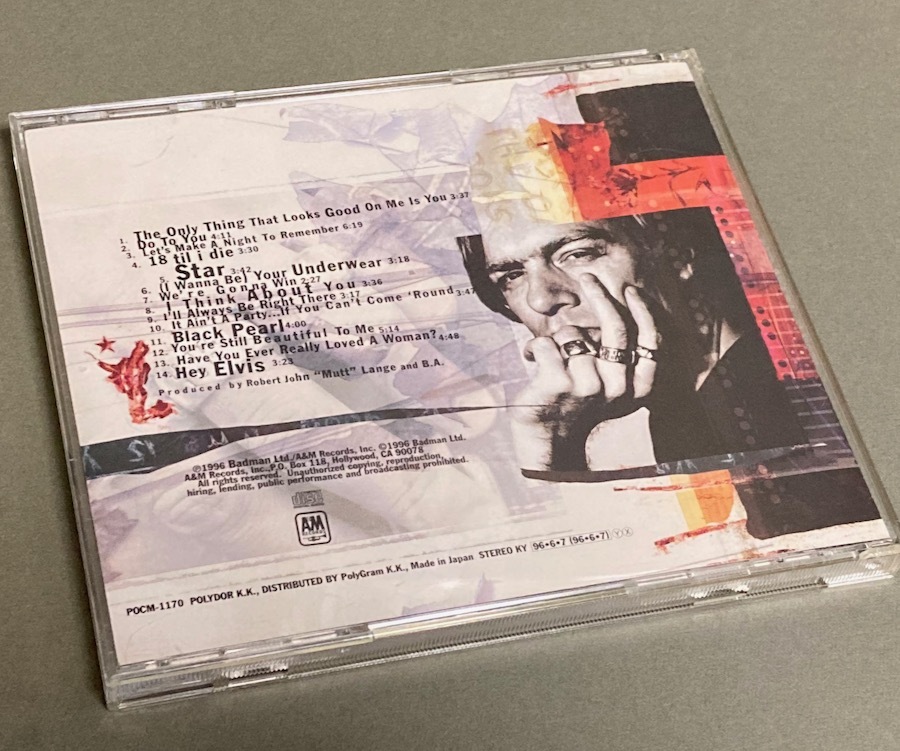 1. The Only Thing That Looks Good On Me Is You 3:37
2. Do To You 4:11
3. Let's Make A Night To Remember 6:19
4. 18 til i die 3:30
5. Star 3:42
6. (I Wanna Be) Your Underwear 3:18
7. We're Gonna Win 2:27
8. I Think About You 3:36
9. I'll Always Be Right There 3:17
10. It Ain't A Party...If You Can't Come 'Round 3:47
11. Black Pearl 4:00
12. You're Still Beautiful To Me 5:14
13. Have You Ever Really Loved A Woman? 4:48
14. Hey Elvis 3:23
Produced by Robert John "Mutt" Lange and B.A.
℗1996 Badman Ltd./A&M Records, Inc. ©1996 Badman Ltd.
A&M Records, Inc., P.O. Box 118, Hollywood, CA 90078
All rights reserved. Unauthorized copying, reproduction,
hiring, lending, public performance and broadcasting prohibited.
disc
A&M
RECORDS
POCM-1170 POLYDOR K.K., DISTRIBUTED BY PolyGram K.K., Made in Japan STEREO KY 96•6•7 (96•6•7) Ⓨ Ⓧ